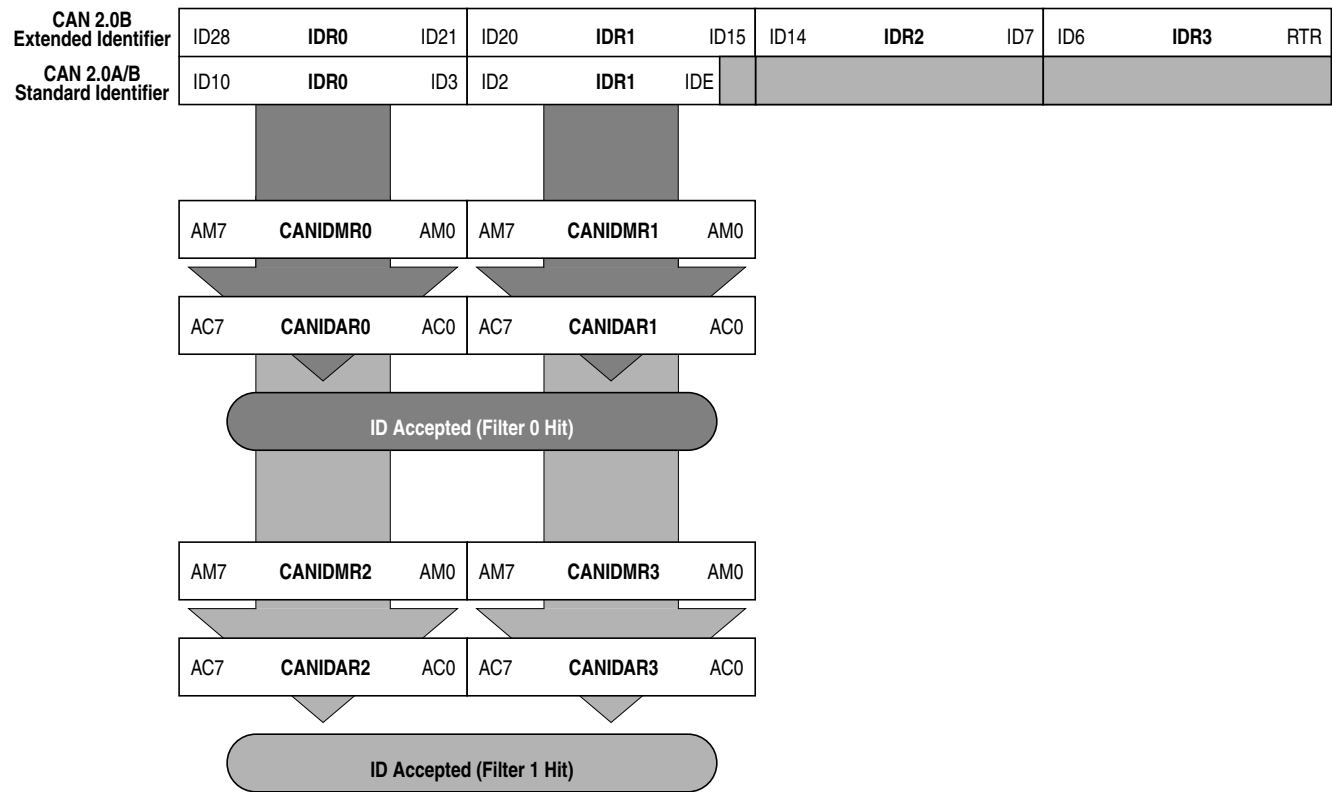 CAN 2.0B
Extended Identifier
ID28 IDR0 ID21 ID20 IDR1 ID15 ID14 IDR2 ID7 ID6 IDR3 RTR
CAN 2.0A/B
Standard Identifier
ID10 IDR0 ID3 ID2 IDR1 IDE
AM7 CANIDMR0 AM0 AM7 CANIDMR1 AM0
AC7 CANIDAR0 AC0 AC7 CANIDAR1 AC0
ID Accepted (Filter 0 Hit)
AM7 CANIDMR2 AM0 AM7 CANIDMR3 AM0
AC7 CANIDAR2 AC0 AC7 CANIDAR3 AC0
ID Accepted (Filter 1 Hit)